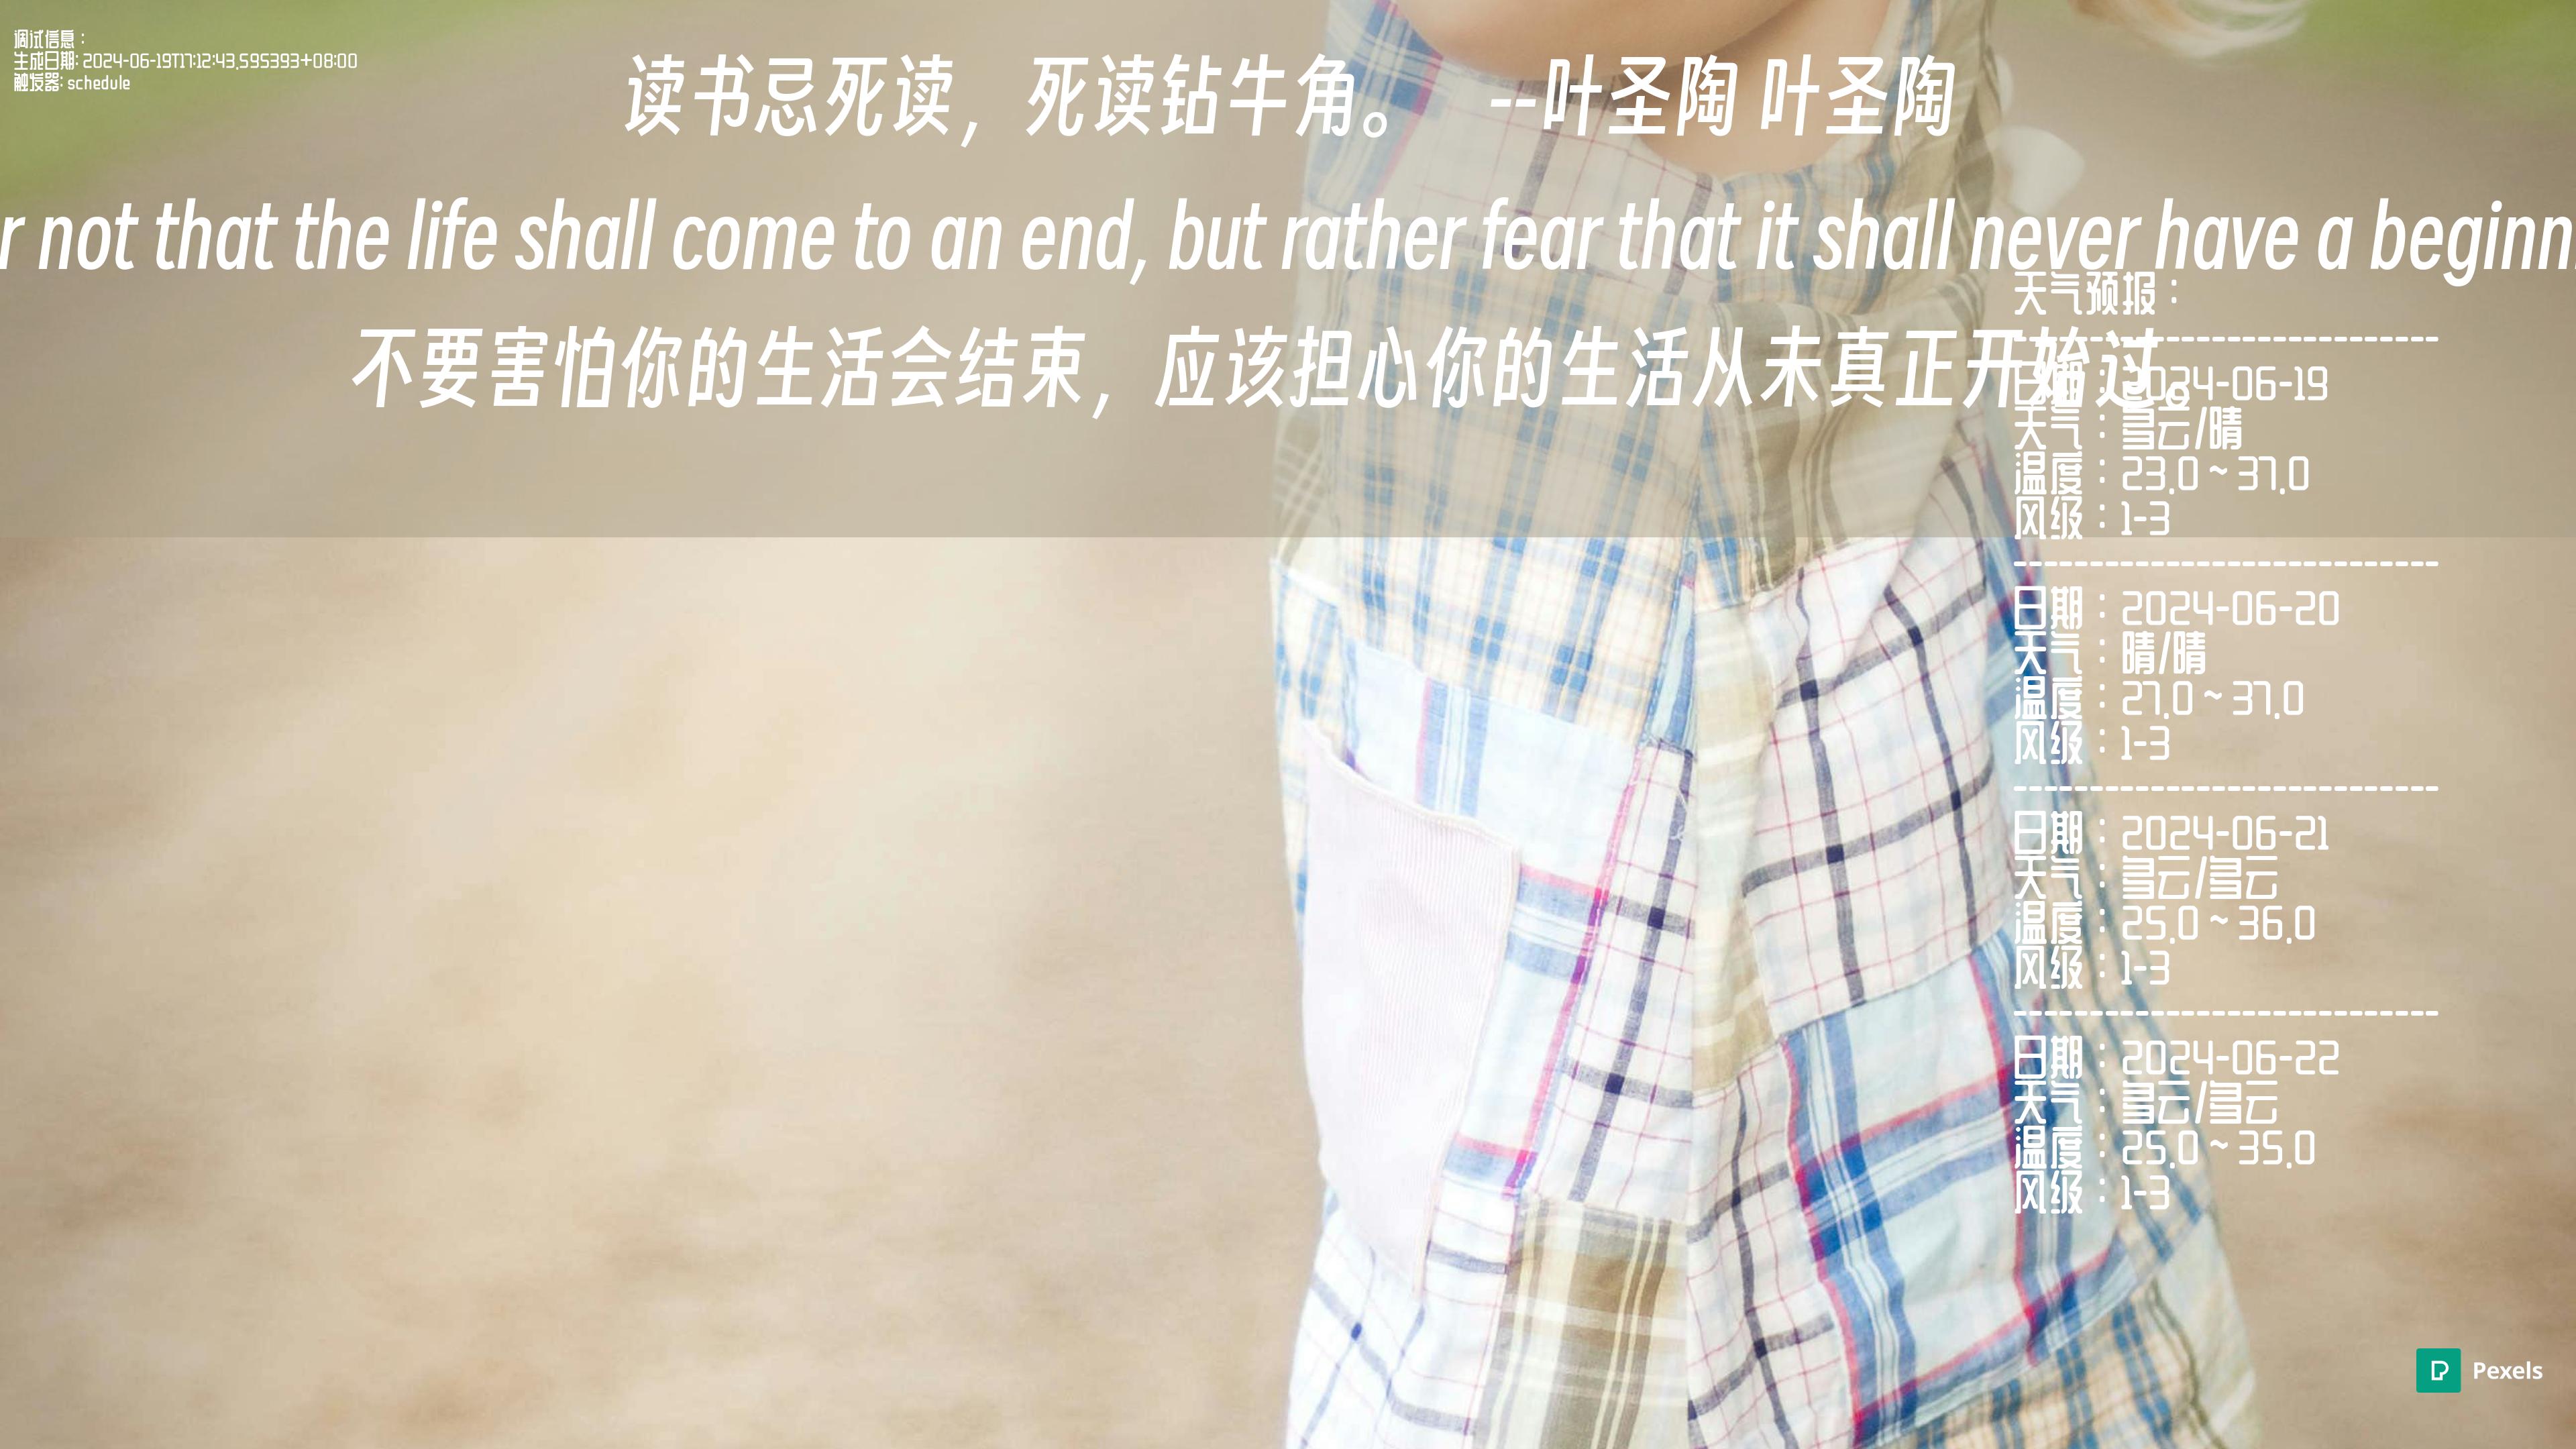 调试信息：
生成日期: 2024-06-19T17:12:43.595393+08:00
触发器: schedule
读书忌死读，死读钻牛角。 --叶圣陶 叶圣陶
r not that the life shall come to an end, but rather fear that it shall never have a beginn
不要害怕你的生活会结束，应该担心你的生活从未真正开始过。
天气预报：
------------------------------
日期：2024-06-19
天气：多云/晴
温度：23.0 ~ 37.0
风级：1-3
------------------------------
日期：2024-06-20
天气：晴/晴
温度：27.0 ~ 37.0
风级：1-3
------------------------------
日期：2024-06-21
天气：多云/多云
温度：25.0 ~ 36.0
风级：1-3
------------------------------
日期：2024-06-22
天气：多云/多云
温度：25.0 ~ 35.0
风级：1-3
Pexels